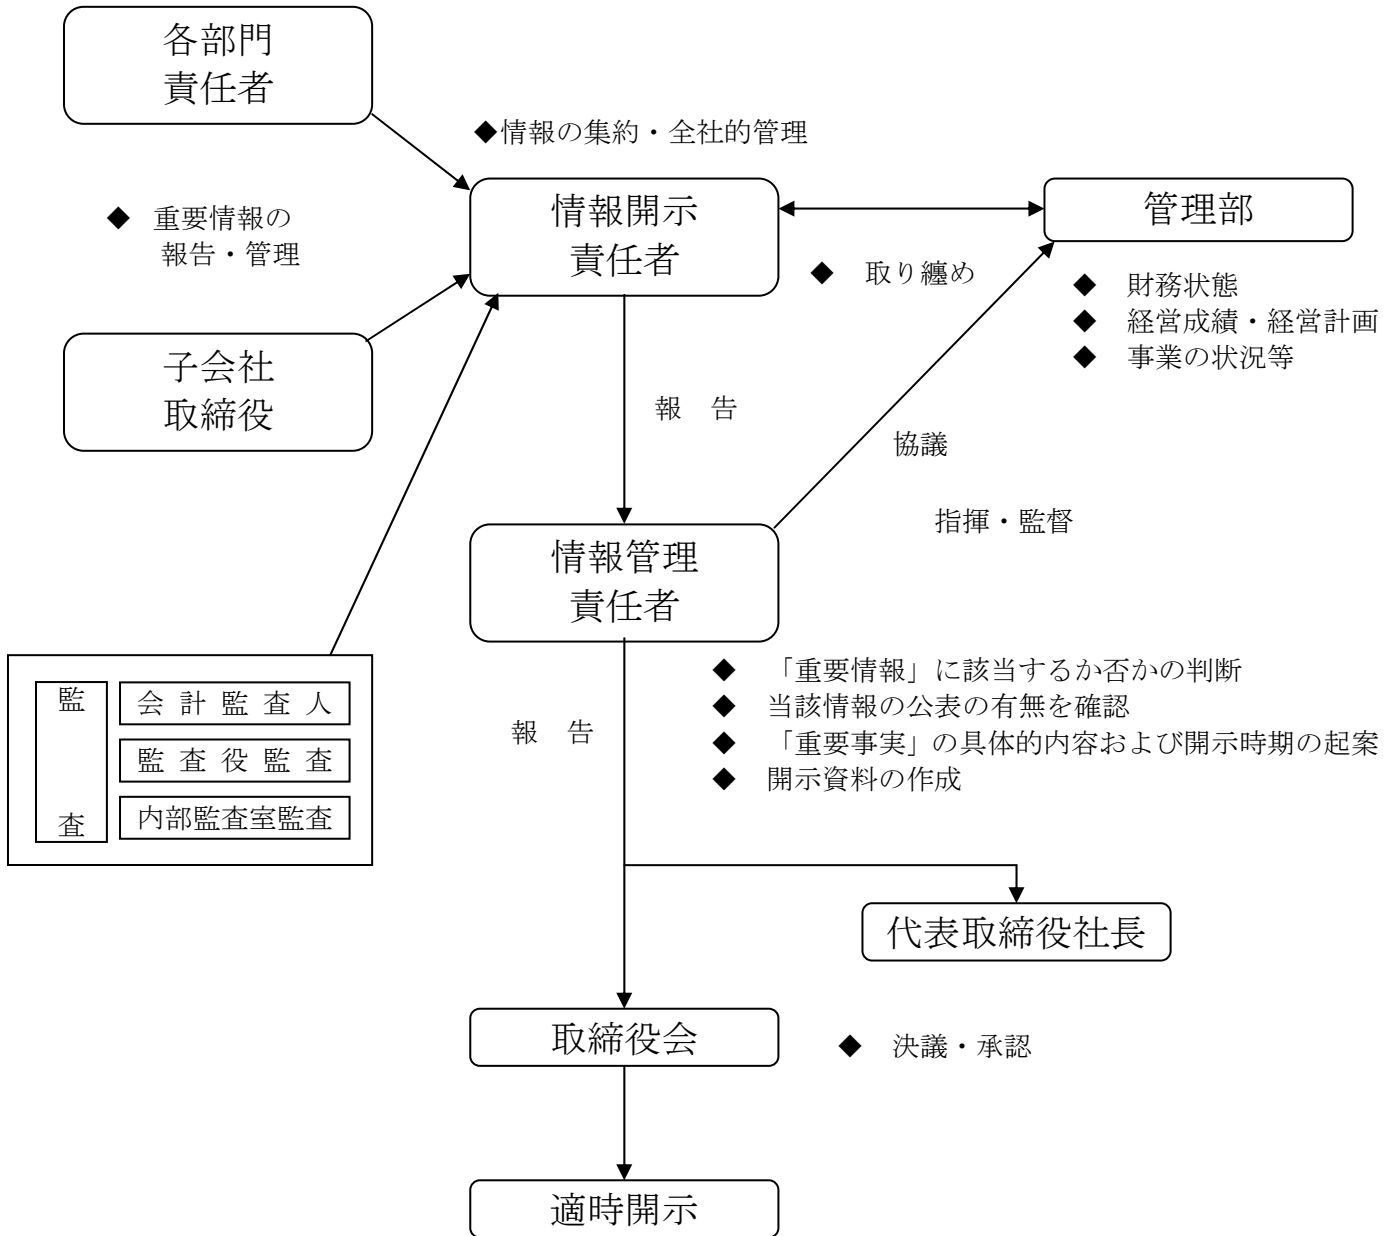 各部門
責任者
◆情報の集約・全社的管理
情報開示
責任者
管理部
◆ 重要情報の
報告・管理
◆ 取り纏め
◆ 財務状態
◆ 経営成績・経営計画
◆ 事業の状況等
子会社
取締役
報 告
協議
指揮・監督
情報管理
責任者
監査
会計監査人
監査役監査
内部監査室監査
報 告
◆ 「重要情報」に該当するか否かの判断
◆ 当該情報の公表の有無を確認
◆ 「重要事実」の具体的内容および開示時期の起案
◆ 開示資料の作成
代表取締役社長
取締役会
◆ 決議・承認
適時開示